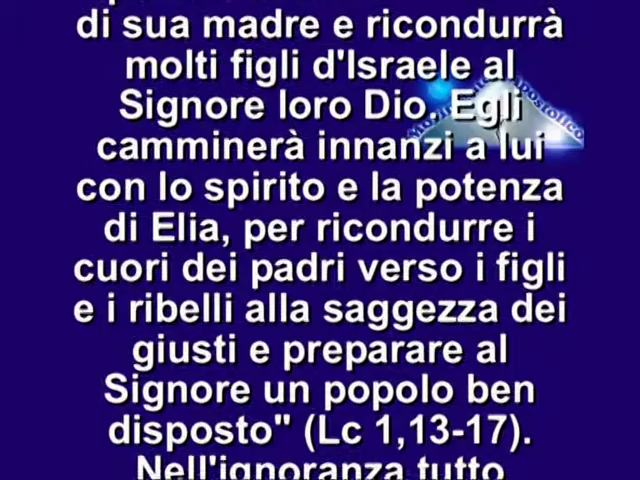 di sua madre e ricondurrà
molti figli d'Israele al
Signore loro Dio. Egli
camminerà innanzi a lui
con lo spirito e la potenza
di Elia, per ricondurre i
cuori dei padri verso i figli
e i ribelli alla saggezza dei
giusti e preparare al
Signore un popolo ben
disposto" (Lc 1,13-17).
Nell'ignoranza tutto